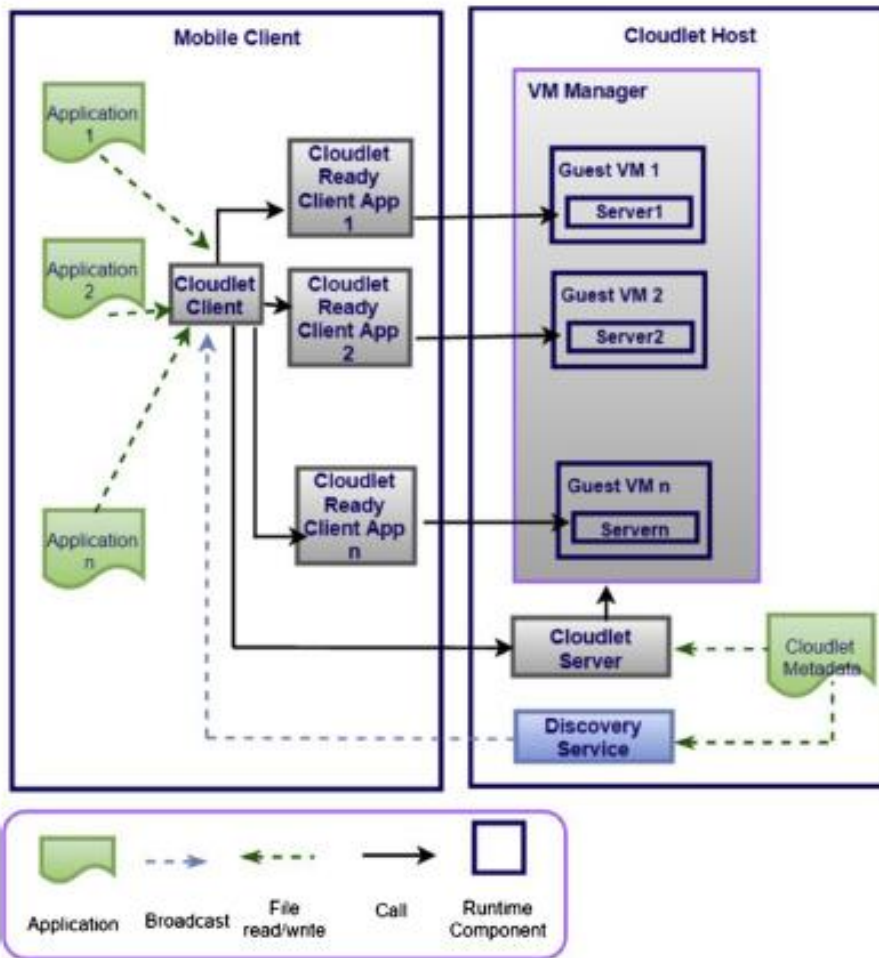 Mobile Client
Application
1
Application
2
Application
n
Cloudlet
Client
Cloudlet
Ready
Client App
1
Cloudlet
Ready
Client App
2
Cloudlet
Ready
Client App
n
Cloudlet Host
VM Manager
Guest VM 1
Server1
Guest VM 2
Server2
Guest VM n
Servern
Cloudlet
Server
Cloudlet
Metadata
Discovery
Service
Application
Broadcast
File
read/write
Call
Runtime
Component